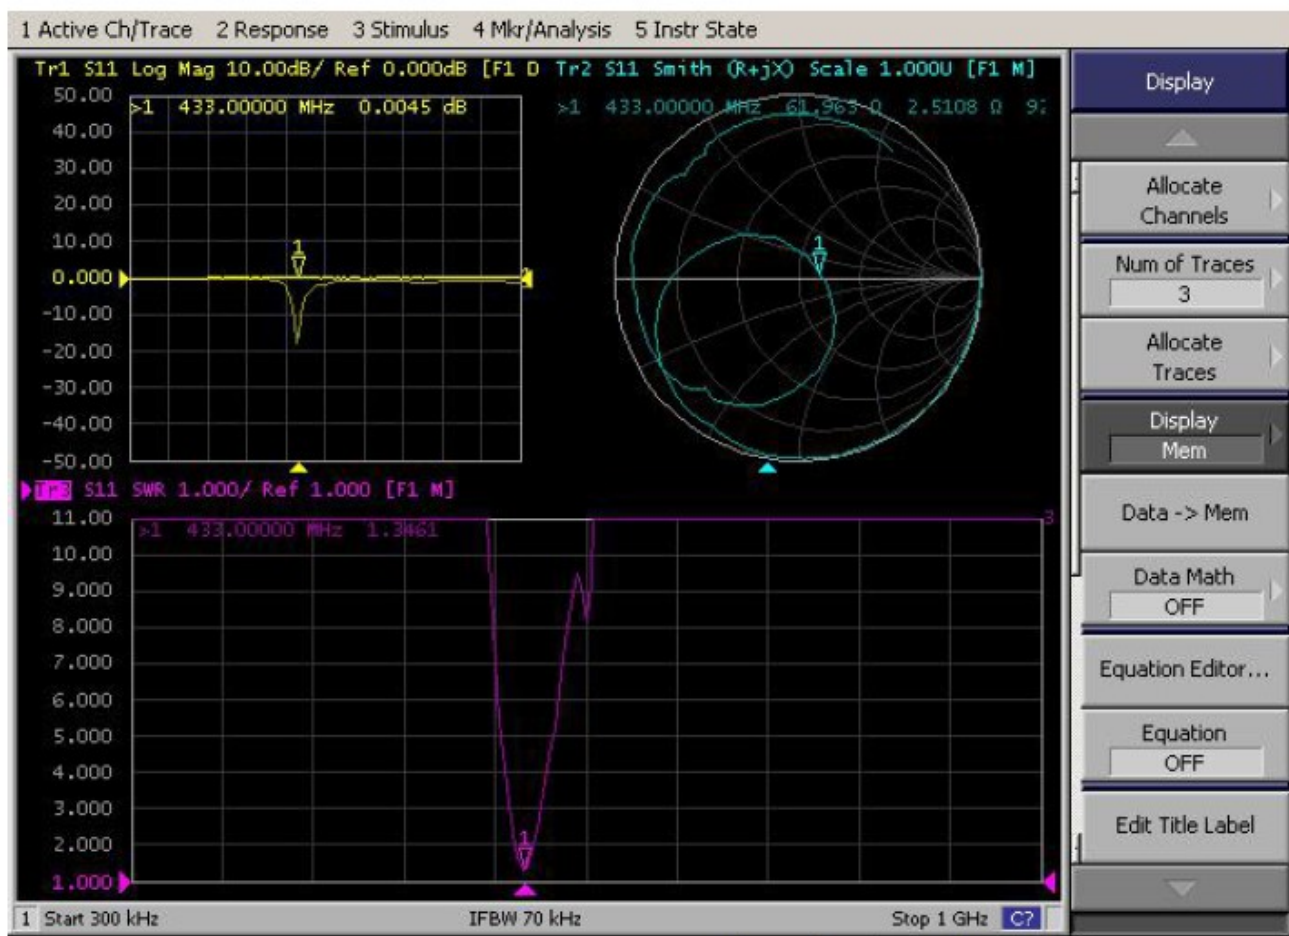 1 Active Ch/Trace 2 Response 3 Stimulus 4 Mkr/Analysis 5 Instr State
Tr1 S11 Log Mag 10.00dB/ Ref 0.000dB [F1 D
Tr2 S11 Smith (R+jX) Scale 1.000U [F1 M]
50.00
>1 433.00000 MHz 0.0045 dB
>1 433.00000 MHz 61.963 Ω 2.5108 Ω 92
40.00
30.00
20.00
10.00
1
1
0.000
-10.00
-20.00
-30.00
-40.00
-50.00
Tr3 S11 SWR 1.000/ Ref 1.000 [F1 M]
11.00
>1 433.00000 MHz 1.3461
3
10.00
9.000
8.000
7.000
6.000
5.000
4.000
3.000
2.000
1
1.000
1 Start 300 kHz IFBW 70 kHz Stop 1 GHz C?
Display
Allocate
Channels
Num of Traces
3
Allocate
Traces
Display
Mem
Data -> Mem
Data Math
OFF
Equation Editor...
Equation
OFF
Edit Title Label